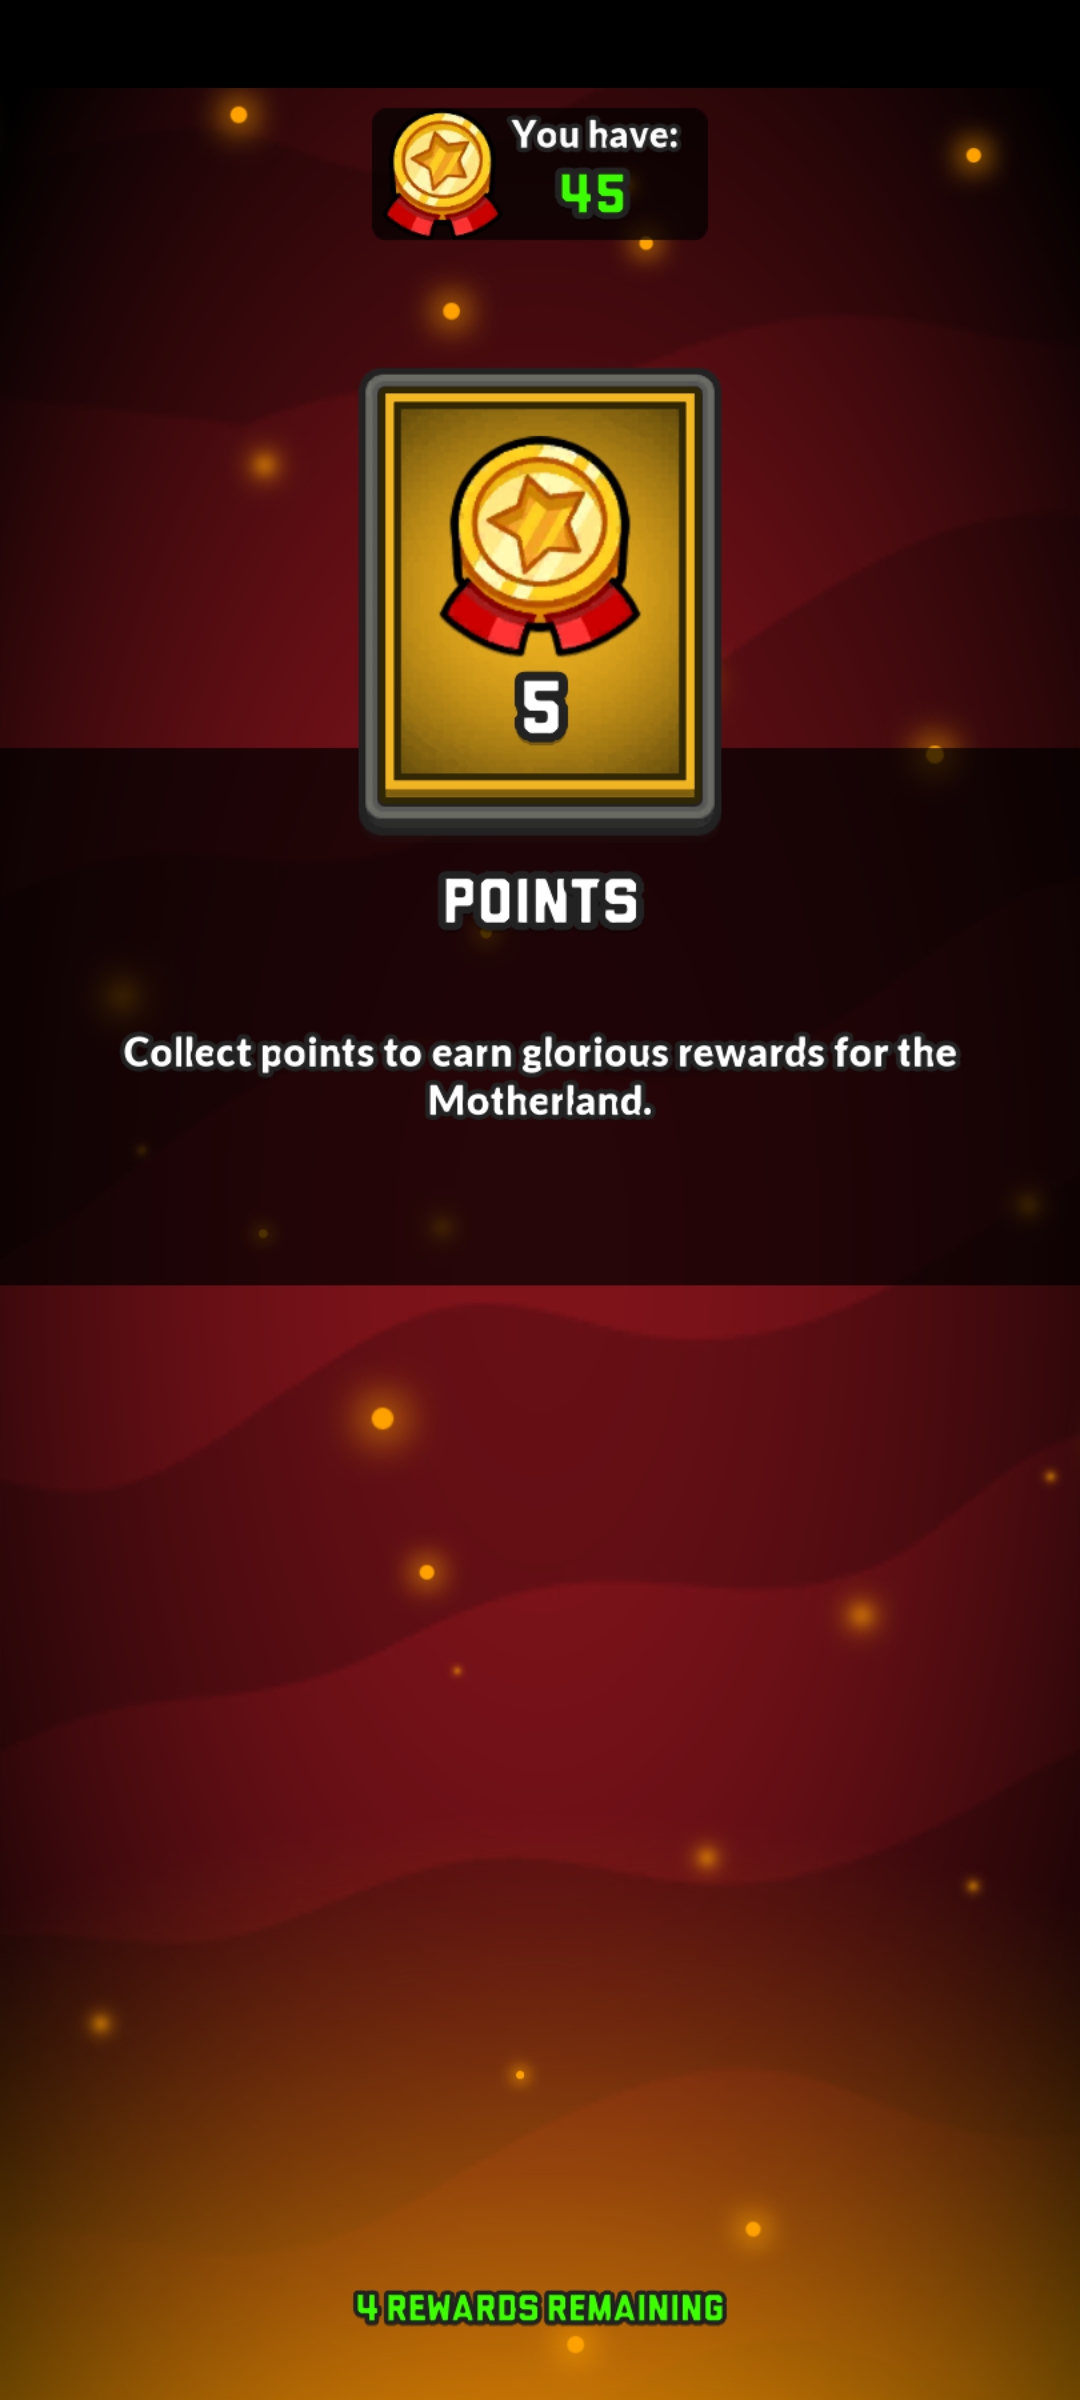 You have:
45
5
POINTS
Collect points to earn glorious rewards for the
Motherland.
4 REWARDS REMAINING